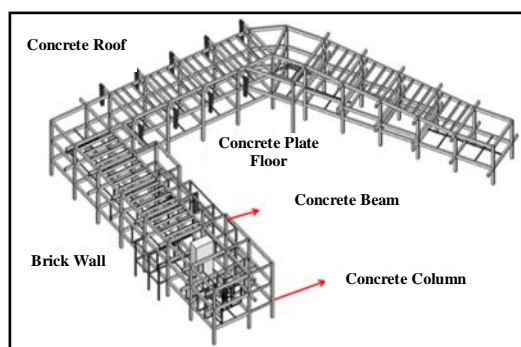 Concrete Roof
Concrete Plate
Floor
Concrete Beam
Brick Wall
Concrete Column